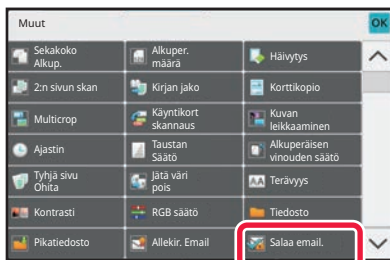 Muut
OK
Sekakoko
Alkup.
Alkuper.
määrä
Häivytys
2:n sivun skan
Kirjan jako
Korttikopio
Multicrop
Käyntikort
skannaus
Kuvan
leikkaaminen
Ajastin
Taustan
Säätö
Alkuperäisen
vinouden säätö
Tyhjä sivu
Ohita
Jätä väri
pois
AA Terävyys
Kontrasti
RGB säätö
Tiedosto
Pikatiedosto
Allekir. Email
Salaa email.